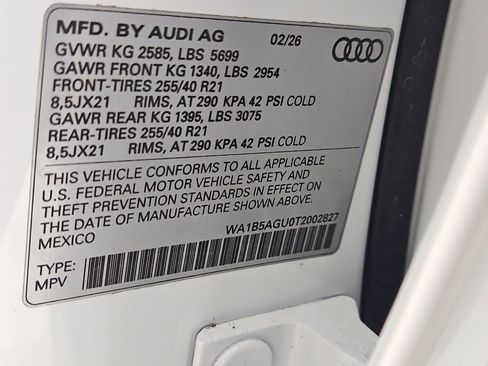 MFD. BY AUDI AG 02/26
GVWR KG 2585, LBS 5699
GAWR FRONT KG 1340, LBS 2954
FRONT-TIRES 255/40 R21
8,5JX21 RIMS, AT 290 KPA 42 PSI COLD
GAWR REAR KG 1395, LBS 3075
REAR-TIRES 255/40 R21
8,5JX21 RIMS, AT 290 KPA 42 PSI COLD
THIS VEHICLE CONFORMS TO ALL APPLICABLE
U.S. FEDERAL MOTOR VEHICLE SAFETY AND
THEFT PREVENTION STANDARDS IN EFFECT ON
THE DATE OF MANUFACTURE SHOWN ABOVE.
MEXICO WA1B5AGU0T2002827
TYPE:
MPV